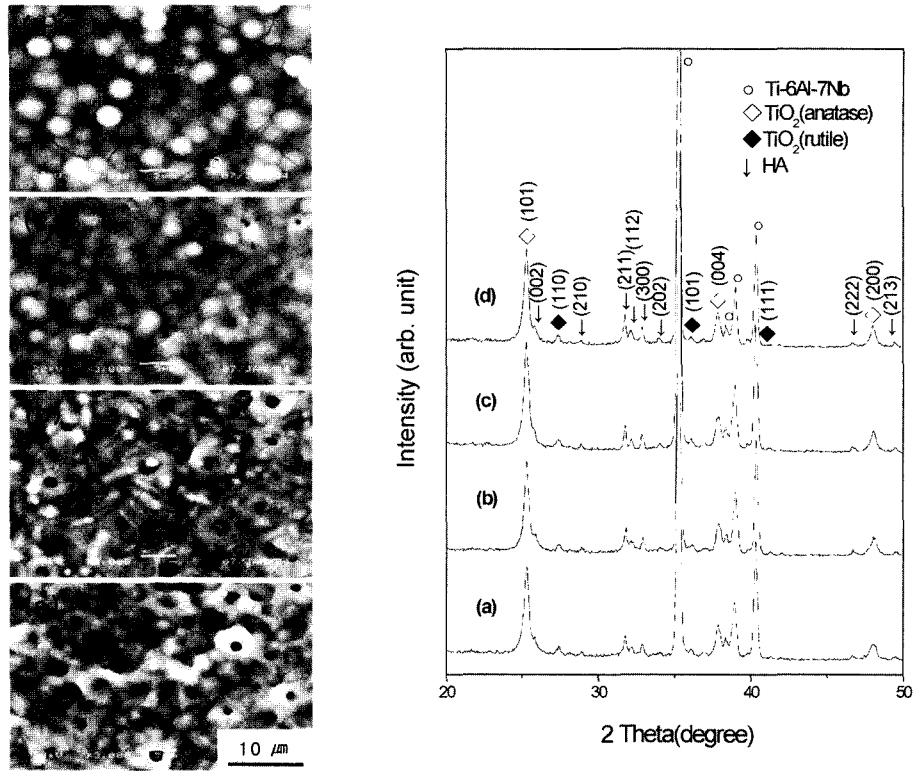 10 μm
○ Ti-6Al-7Nb
◇ TiO₂(anatase)
◆ TiO₂(rutile)
↓ HA
(101)
(002)
(110)
(210)
(211)
(112)
(300)
(202)
(101)
(004)
(111)
(222)
(200)
(213)
(d)
(c)
(b)
(a)
Intensity (arb. unit)
20 30 40 50
2 Theta(degree)